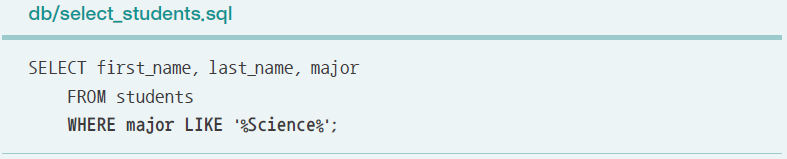 db/select_students.sql
SELECT first_name, last_name, major
FROM students
WHERE major LIKE '%Science%';